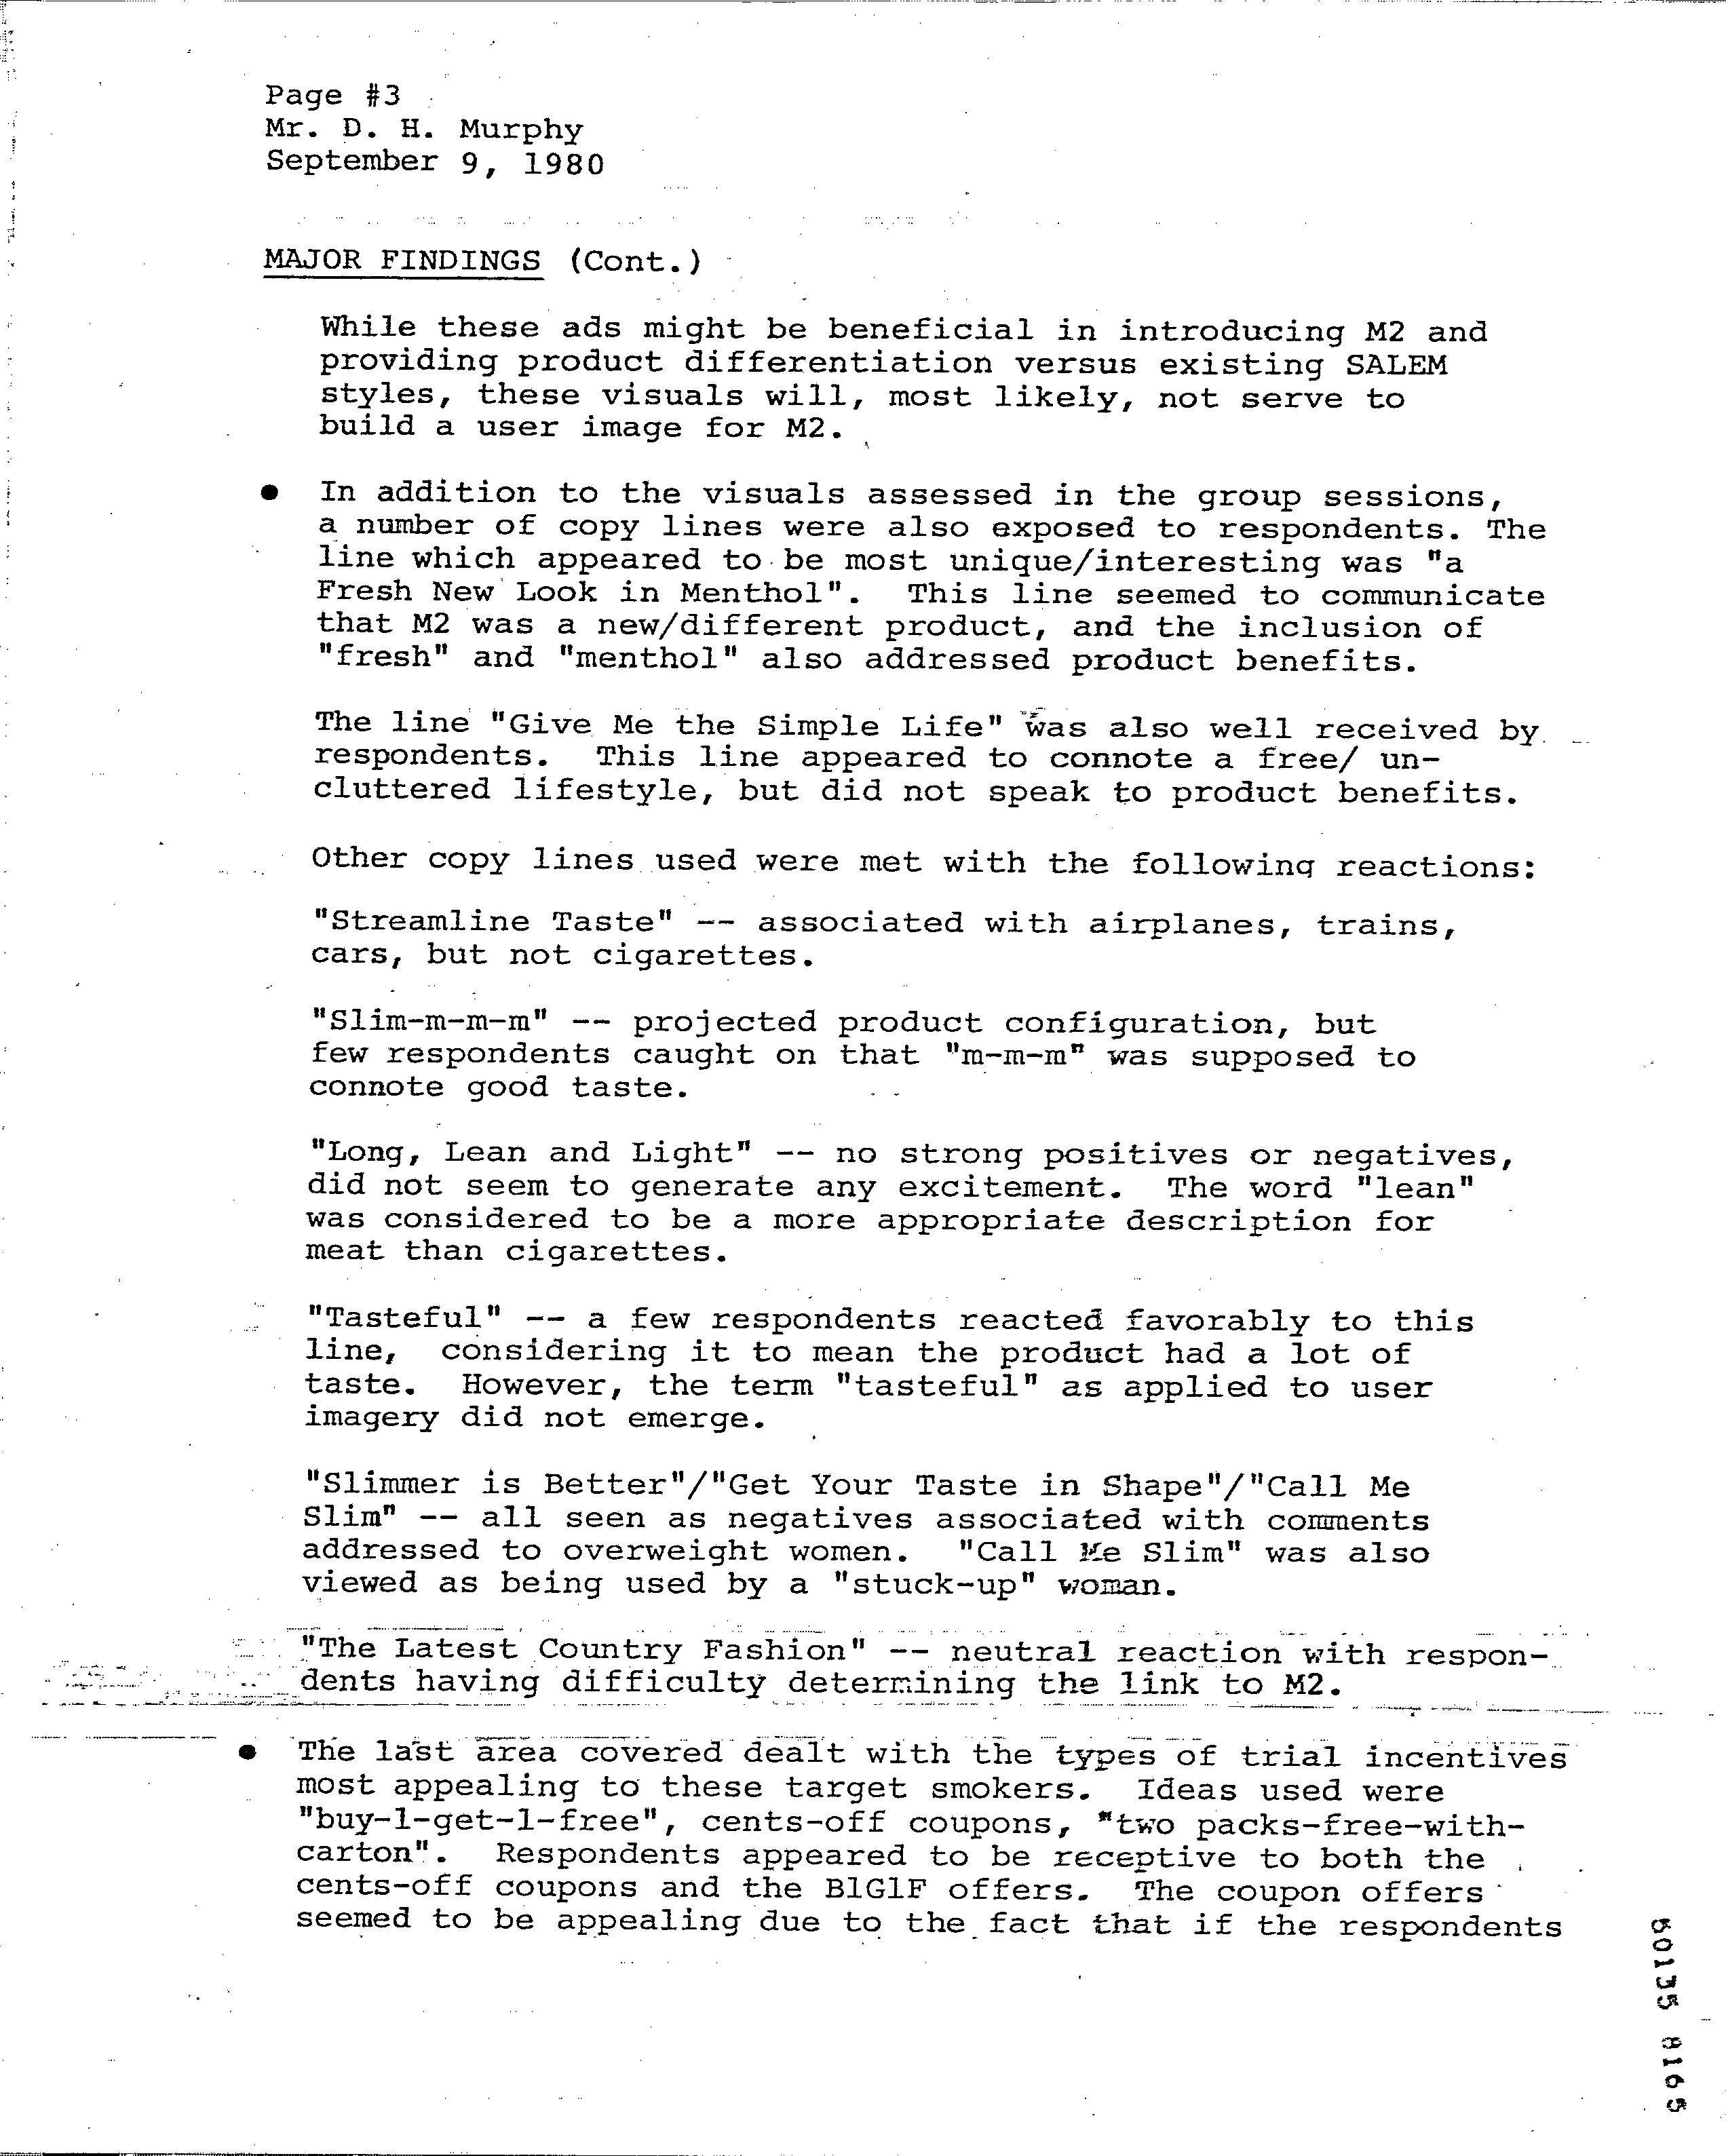 Page #3
Mr. D. H. Murphy
September 9, 1980
MAJOR FINDINGS (Cont.)
While these ads might be beneficial in introducing M2 and
providing product differentiation versus existing SALEM
styles, these visuals will, most likely, not serve to
build a user image for M2.
● In addition to the visuals assessed in the group sessions,
a number of copy lines were also exposed to respondents. The
line which appeared to be most unique/interesting was "a
Fresh New Look in Menthol". This line seemed to communicate
that M2 was a new/different product, and the inclusion of
"fresh" and "menthol" also addressed product benefits.
The line "Give Me the Simple Life" was also well received by
respondents. This line appeared to connote a free/ un-
cluttered lifestyle, but did not speak to product benefits.
Other copy lines used were met with the following reactions:
"Streamline Taste" -- associated with airplanes, trains,
cars, but not cigarettes.
"Slim-m-m-m" -- projected product configuration, but
few respondents caught on that "m-m-m" was supposed to
connote good taste.
"Long, Lean and Light" -- no strong positives or negatives,
did not seem to generate any excitement. The word "lean"
was considered to be a more appropriate description for
meat than cigarettes.
"Tasteful" -- a few respondents reacted favorably to this
line, considering it to mean the product had a lot of
taste. However, the term "tasteful" as applied to user
imagery did not emerge.
"Slimmer is Better"/"Get Your Taste in Shape"/"Call Me
Slim" -- all seen as negatives associated with comments
addressed to overweight women. "Call Me Slim" was also
viewed as being used by a "stuck-up" woman.
"The Latest Country Fashion" -- neutral reaction with respon-
dents having difficulty determining the link to M2.
● The last area covered dealt with the types of trial incentives
most appealing to these target smokers. Ideas used were
"buy-1-get-1-free", cents-off coupons, "two packs-free-with-
carton". Respondents appeared to be receptive to both the
cents-off coupons and the B1G1F offers. The coupon offers
seemed to be appealing due to the fact that if the respondents
50135 8165